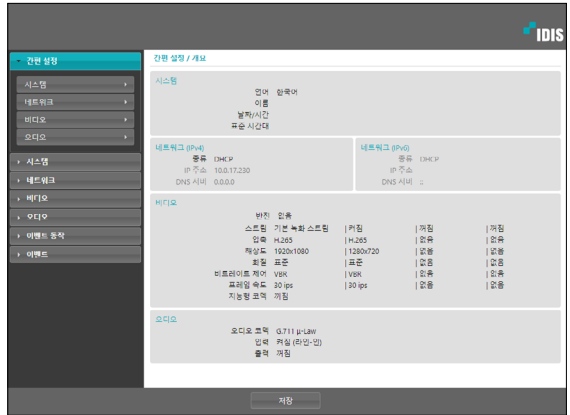 IDIS
간편 설정
시스템
네트워크
비디오
오디오
시스템
네트워크
비디오
오디오
이벤트 동작
이벤트
간편 설정 / 개요
시스템
언어 한국어
이름
날짜/시간
표준 시간대
네트워크 (IPv4)
종류 DHCP
IP 주소 10.0.17.230
DNS 서버 0.0.0.0
네트워크 (IPv6)
종류 DHCP
IP 주소
DNS 서버 ::
비디오
반전 없음
스트림 기본 녹화 스트림 | 켜짐 | 꺼짐 | 꺼짐
압축 H.265 | H.265 | 없음 | 없음
해상도 1920x1080 | 1280x720 | 없음 | 없음
화질 표준 | 표준 | 없음 | 없음
비트레이트 제어 VBR | VBR | 없음 | 없음
프레임 속도 30 ips | 30 ips | 없음 | 없음
지능형 코덱 꺼짐
오디오
오디오 코덱 G.711 μ-Law
입력 켜짐 (라인-인)
출력 꺼짐
저장